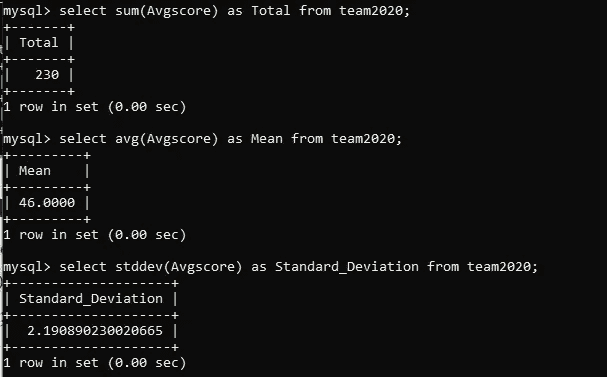 mysql> select sum(Avgscore) as Total from team2020;
+-------+
| Total |
+-------+
|   230 |
+-------+
1 row in set (0.00 sec)
mysql> select avg(Avgscore) as Mean from team2020;
+---------+
| Mean    |
+---------+
| 46.0000 |
+---------+
1 row in set (0.00 sec)
mysql> select stddev(Avgscore) as Standard_Deviation from team2020;
+--------------------+
| Standard_Deviation |
+--------------------+
|  2.190890230020665 |
+--------------------+
1 row in set (0.00 sec)